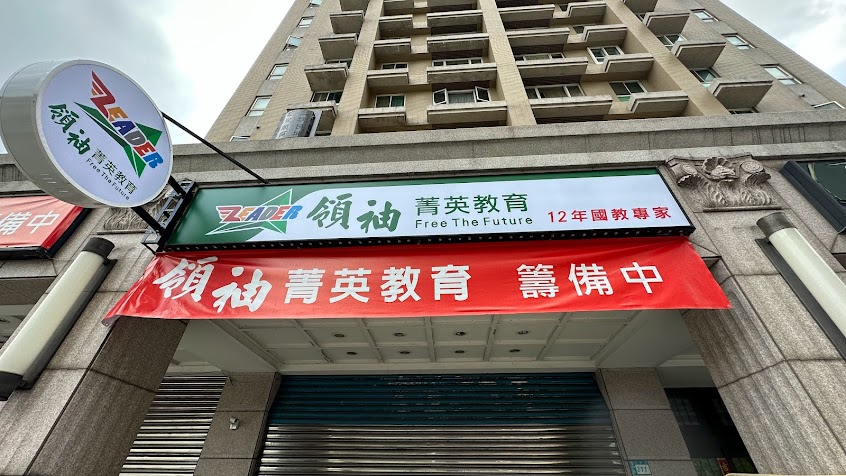 LEADER
領袖
菁英教育
Free The Future
LEADER 領袖 菁英教育 Free The Future 12年國教專家
備中
領袖 菁英教育 籌備中